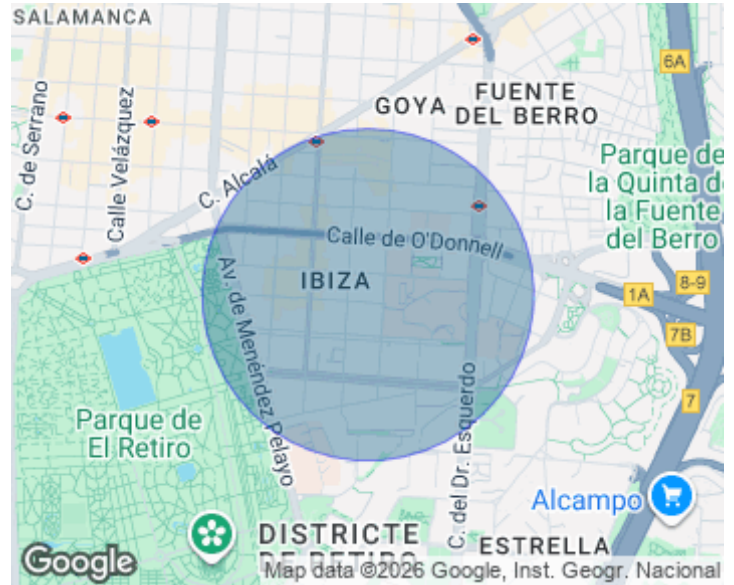 SALAMANCA
C. de Serrano
Calle Velázquez
C. Alcalá
GOYA
FUENTE
DEL BERRO
6A
Parque de
la Quinta d
la Fuente
del Berro
Calle de O'Donnell
IBIZA
Av. de Menéndez Pelayo
1A
8-9
7B
7
Parque de
El Retiro
C. del Dr. Esquerdo
Alcampo
DISTRICTE
DE RETIRO
ESTRELLA
Google
Map data ©2026 Google, Inst. Geogr. Nacional